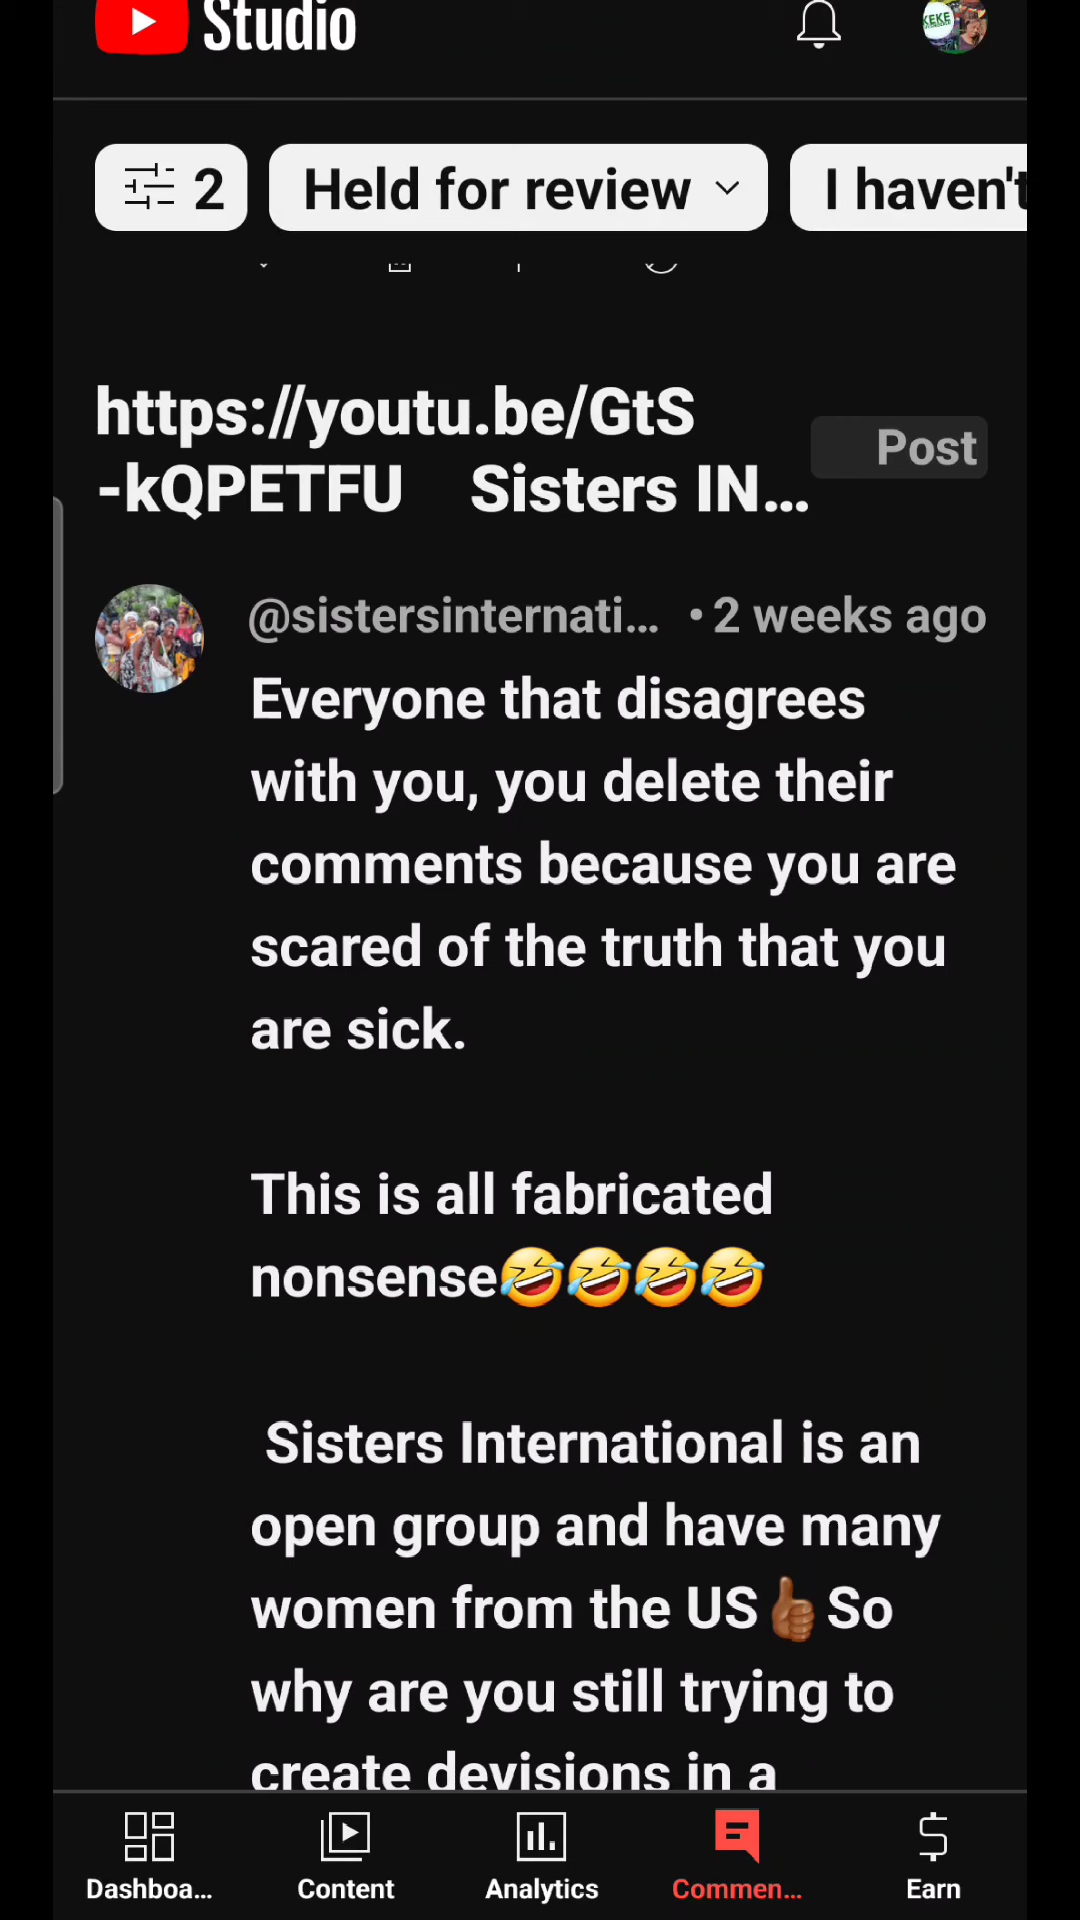 Studio
KEKE
2 Held for review I haven't
https://youtu.be/GtS
-kQPETFU Sisters IN...
Post
@sistersinternati... • 2 weeks ago
Everyone that disagrees
with you, you delete their
comments because you are
scared of the truth that you
are sick.
This is all fabricated
nonsense🤣🤣🤣🤣
Sisters International is an
open group and have many
women from the US👍🏾So
why are you still trying to
create devisions in a
Dashboa... Content Analytics Commen... Earn